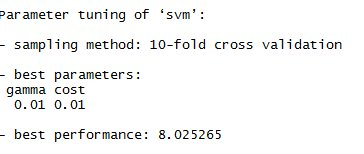 Parameter tuning of ‘svm’:
- sampling method: 10-fold cross validation
- best parameters:
gamma cost
0.01 0.01
- best performance: 8.025265